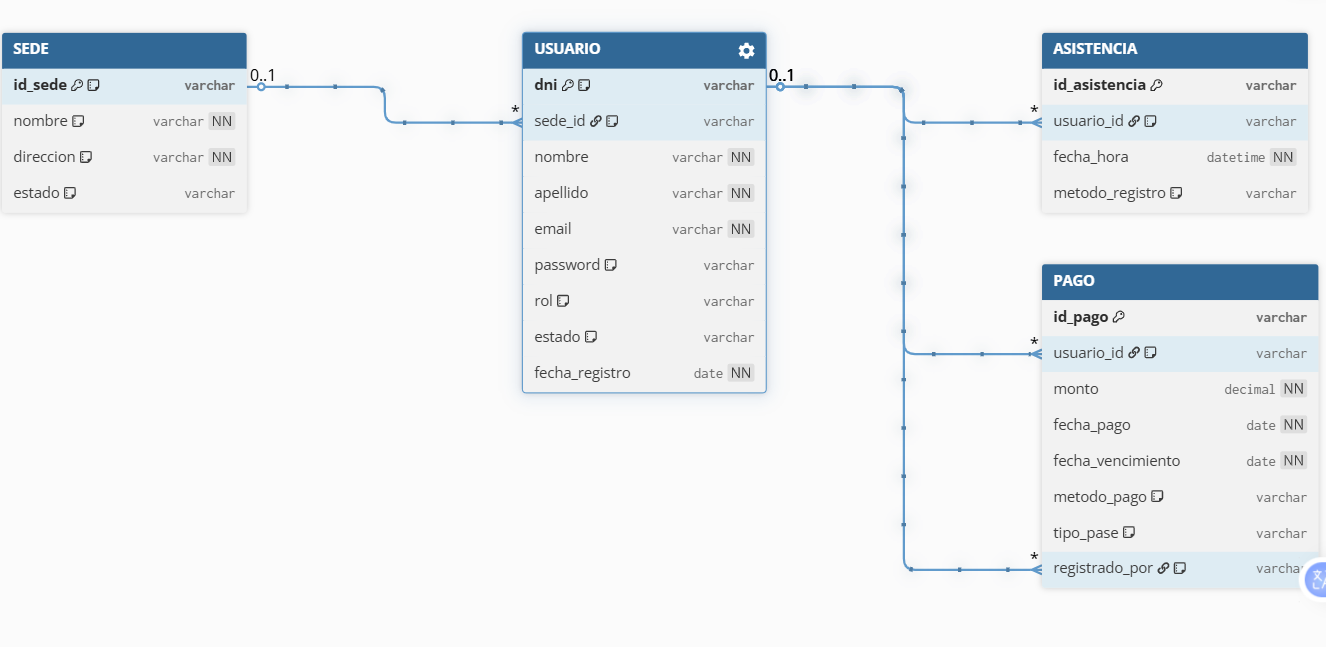 SEDE
id_sede varchar
nombre varchar NN
direccion varchar NN
estado varchar
0..1
*
USUARIO
dni varchar
sede_id varchar
nombre varchar NN
apellido varchar NN
email varchar NN
password varchar
rol varchar
estado varchar
fecha_registro date NN
0..1
*
ASISTENCIA
id_asistencia varchar
usuario_id varchar
fecha_hora datetime NN
metodo_registro varchar
*
PAGO
id_pago varchar
usuario_id varchar
monto decimal NN
fecha_pago date NN
fecha_vencimiento date NN
metodo_pago varchar
tipo_pase varchar
*
registrado_por varcha